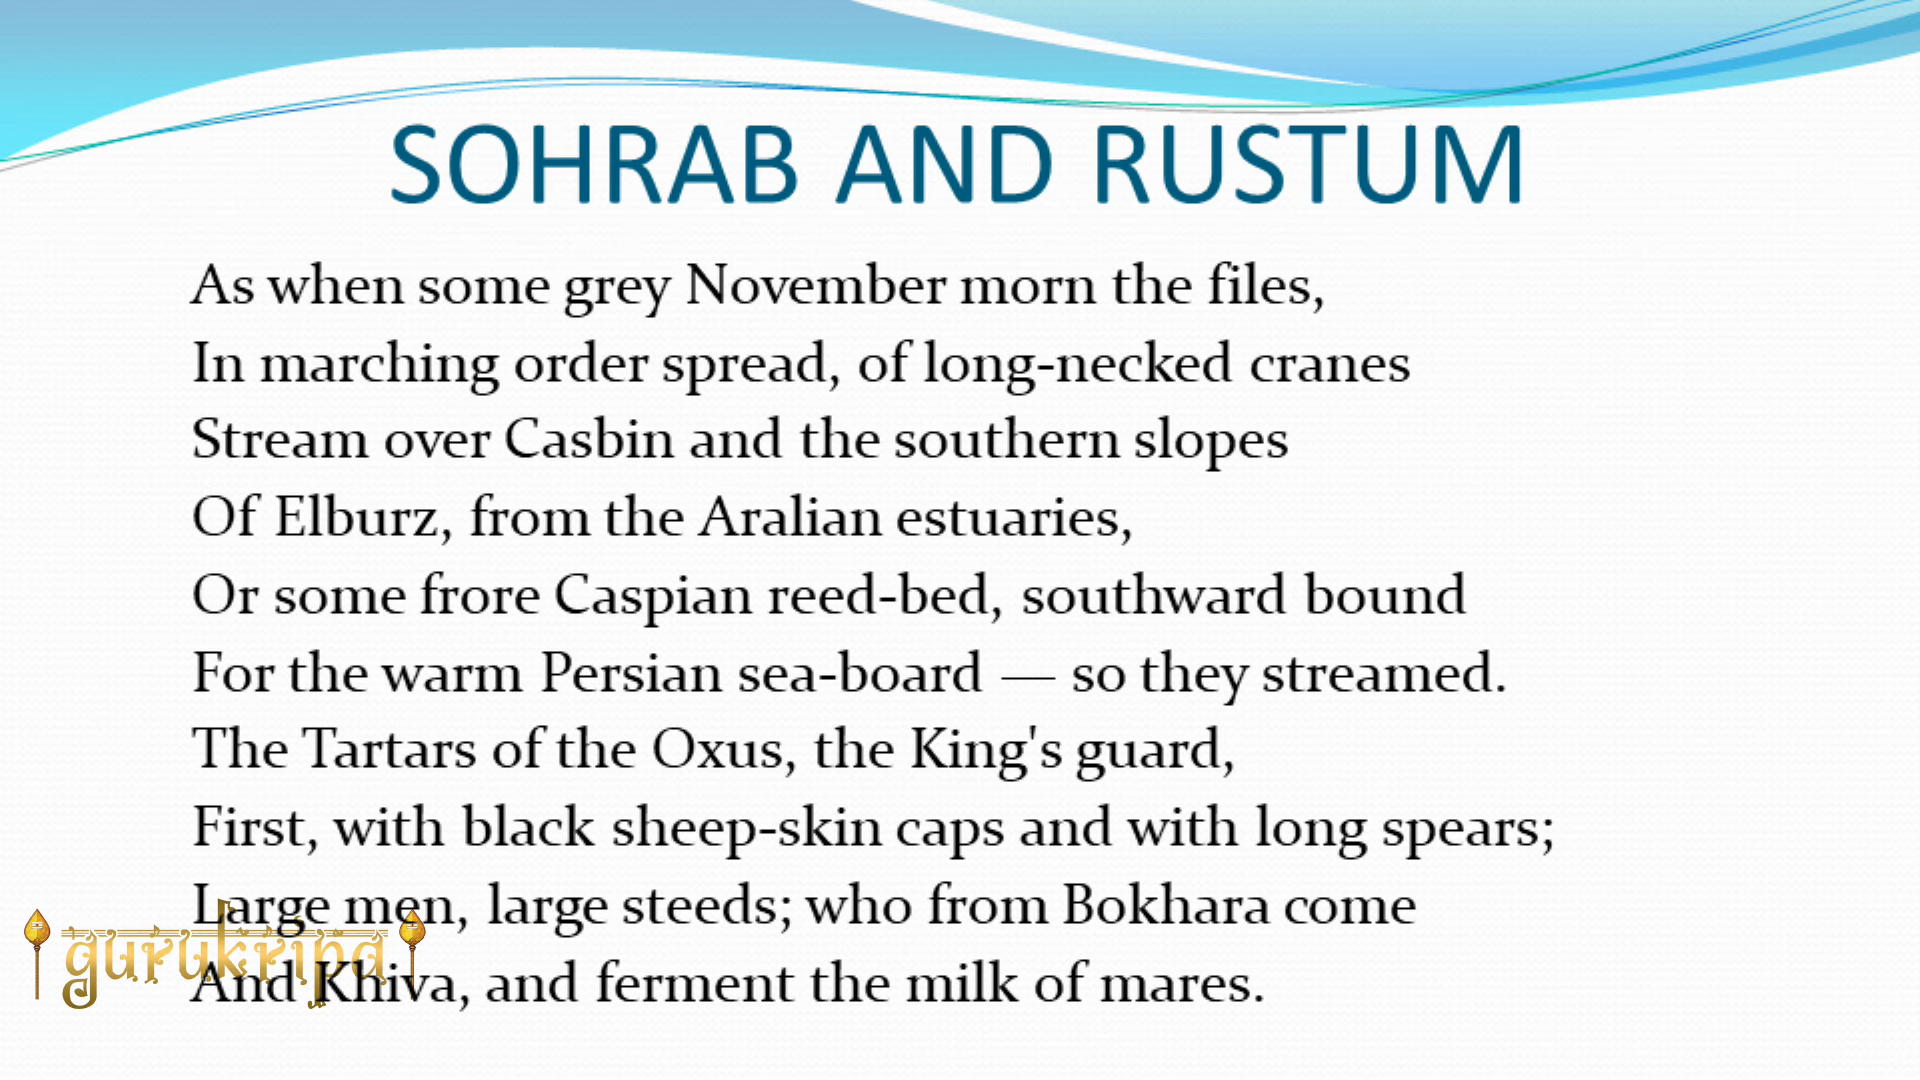 SOHRAB AND RUSTUM
As when some grey November morn the files,
In marching order spread, of long-necked cranes
Stream over Casbin and the southern slopes
Of Elburz, from the Aralian estuaries,
Or some frore Caspian reed-bed, southward bound
For the warm Persian sea-board — so they streamed.
The Tartars of the Oxus, the King's guard,
First, with black sheep-skin caps and with long spears;
Large men, large steeds; who from Bokhara come
gurukripa
And Khiva, and ferment the milk of mares.